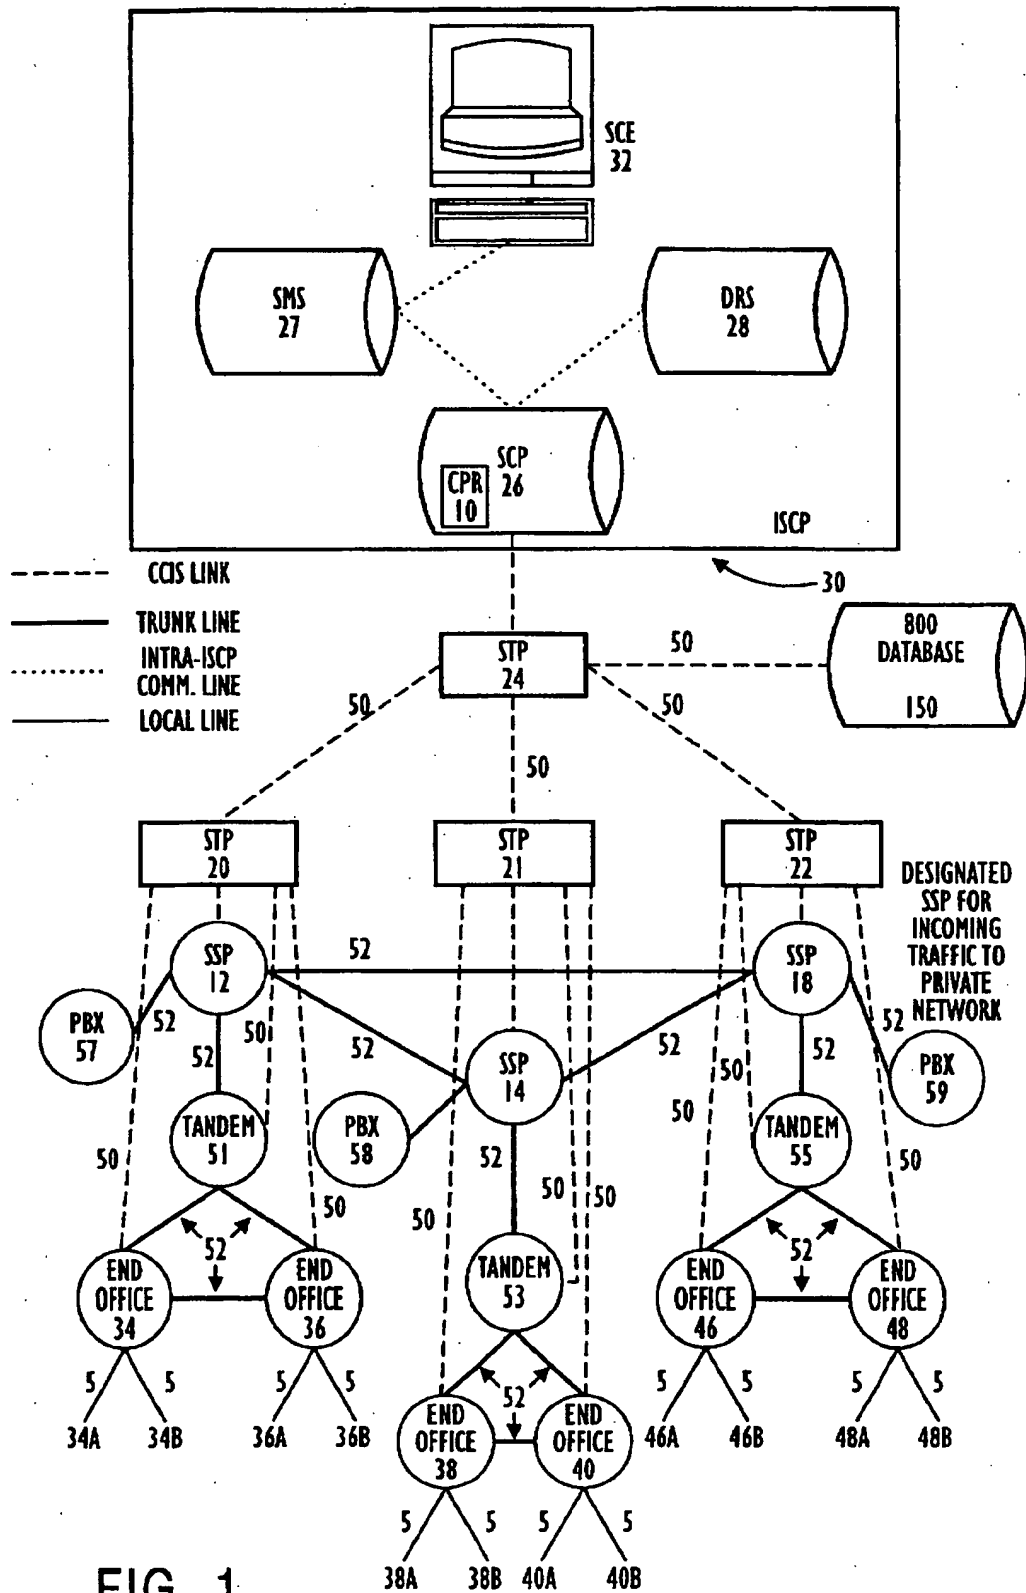 SCE
32
SMS
27
DRS
28
SCP
26
CPR
10
ISCP
30
CCIS LINK
TRUNK LINE
INTRA-ISCP
COMM. LINE
LOCAL LINE
STP
24
50
800
DATABASE
150
50
50
50
STP
20
STP
21
STP
22
DESIGNATED
SSP FOR
INCOMING
TRAFFIC TO
PRIVATE
NETWORK
SSP
12
52
SSP
18
PBX
57
52
50
52
52
SSP
14
52
50
52
52
PBX
59
TANDEM
51
PBX
58
50
TANDEM
55
50
52
50
50
50
50
50
52
END
OFFICE
34
END
OFFICE
36
TANDEM
53
52
END
OFFICE
46
END
OFFICE
48
5 5 5 5
34A 34B 36A 36B
52
END
OFFICE
38
END
OFFICE
40
5 5 5 5
46A 46B 48A 48B
5 5 5 5
38A 38B 40A 40B
FIG. 1